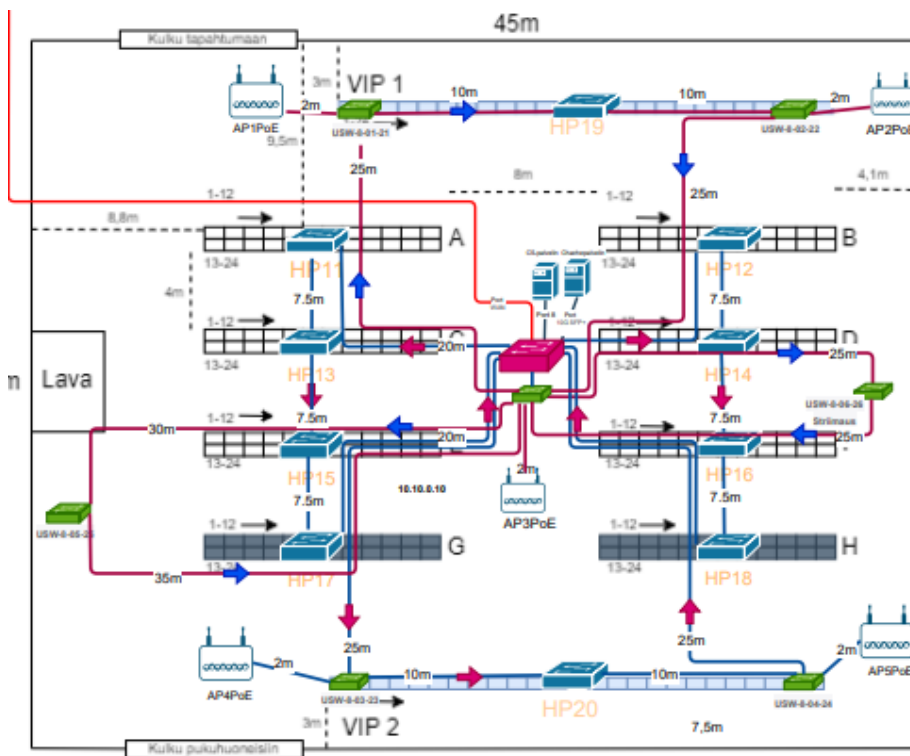 45m
Kulku tapahtumaan
3m
VIP 1
10m
10m
2m
2m
AP1PoE
HP19
AP2PoE
USW-8-01-21
USW-8-02-22
9,5m
25m
8m
25m
4,1m
1-12
1-12
8,8m
A
B
13-24
HP11
13-24
HP12
4m
7.5m
7.5m
Port 8
Port
1-12
1-12
D
13-24
HP13
20m
13-24
HP14
25m
m
Lava
USW-8-06-26
Striimaus
1-12
7.5m
1-12
7.5m
30m
20m
25m
13-24
HP15
13-24
HP16
2m
10.10.0.10
7.5m
7.5m
AP3PoE
USW-8-05-25
1-12
1-12
G
H
13-24
HP17
13-24
HP18
35m
25m
25m
2m
2m
AP4PoE
10m
10m
AP5PoE
USW-8-03-23
HP20
USW-8-04-24
3m
VIP 2
7,5m
Kulku pukuhuoneisiin